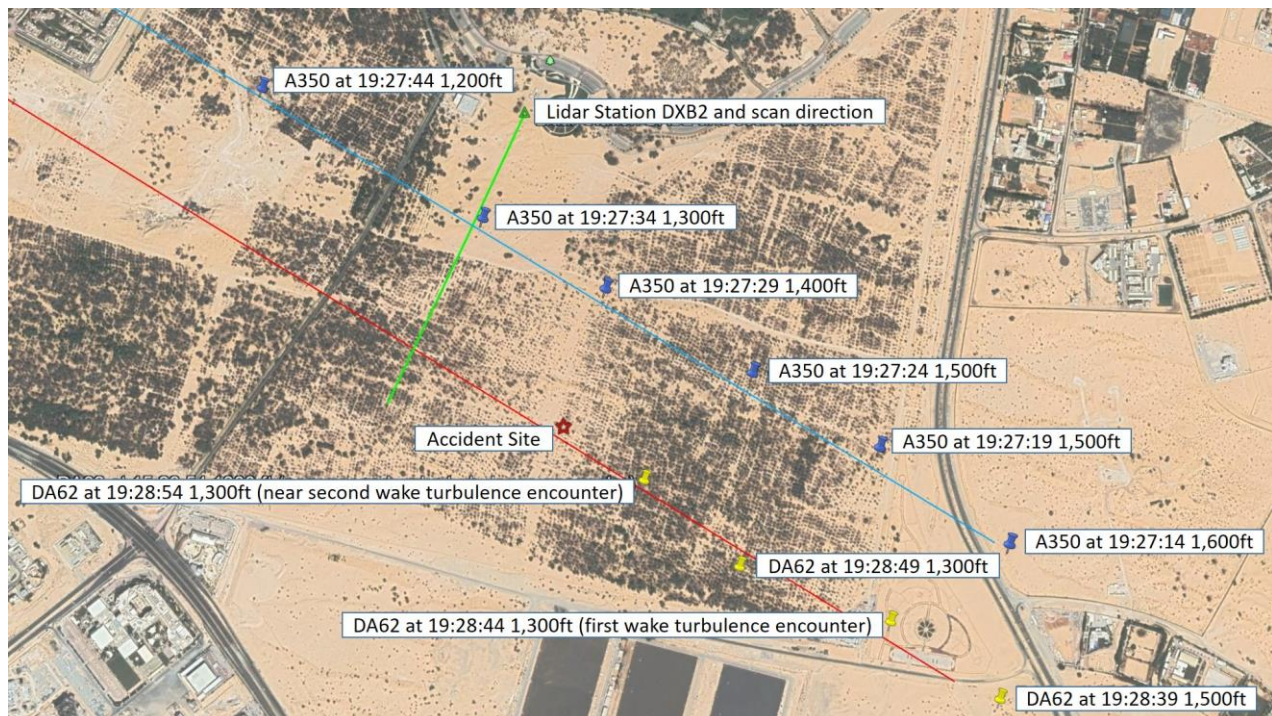 A350 at 19:27:44 1,200ft
Lidar Station DXB2 and scan direction
A350 at 19:27:34 1,300ft
A350 at 19:27:29 1,400ft
A350 at 19:27:24 1,500ft
Accident Site
A350 at 19:27:19 1,500ft
DA62 at 19:28:54 1,300ft (near second wake turbulence encounter)
A350 at 19:27:14 1,600ft
DA62 at 19:28:49 1,300ft
DA62 at 19:28:44 1,300ft (first wake turbulence encounter)
DA62 at 19:28:39 1,500ft